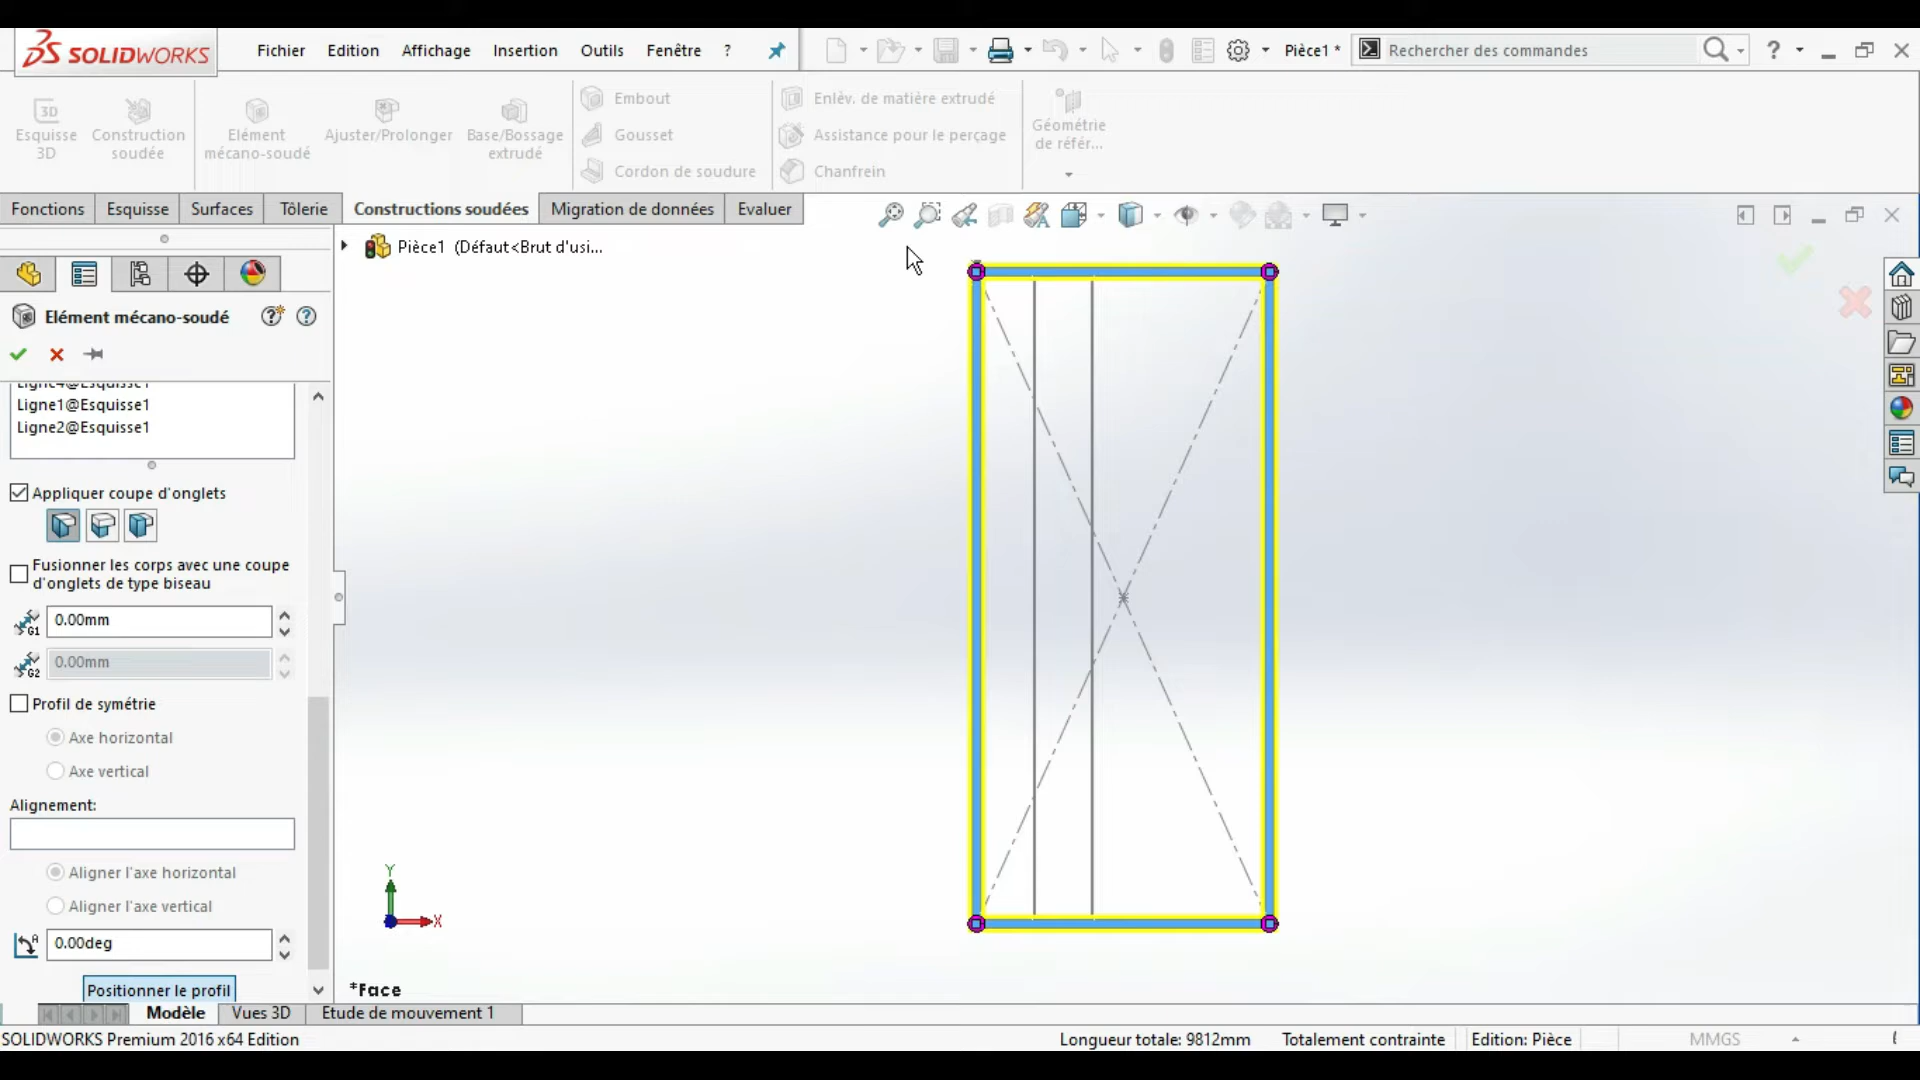 SOLIDWORKS
Fichier Edition Affichage Insertion Outils Fenêtre ?
Pièce1 *
Rechercher des commandes
?
3D
Esquisse
3D
Construction
soudée
Elément
mécano-soudé
Ajuster/Prolonger
Base/Bossage
extrudé
Embout
Gousset
Cordon de soudure
Enlèv. de matière extrudé
Assistance pour le perçage
Chanfrein
Géométrie
de référ...
Fonctions Esquisse Surfaces Tôlerie Constructions soudées Migration de données Evaluer
Pièce1 (Défaut<Brut d'usi...
Elément mécano-soudé
Ligne4@Esquisse1
Ligne1@Esquisse1
Ligne2@Esquisse1
Appliquer coupe d'onglets
Fusionner les corps avec une coupe
d'onglets de type biseau
G1 0.00mm
G2 0.00mm
Profil de symétrie
Axe horizontal
Axe vertical
Alignement:
Aligner l'axe horizontal
Aligner l'axe vertical
0.00deg
Positionner le profil
Y
X
*Face
Modèle Vues 3D Etude de mouvement 1
SOLIDWORKS Premium 2016 x64 Edition
Longueur totale: 9812mm Totalement contrainte Edition: Pièce MMGS